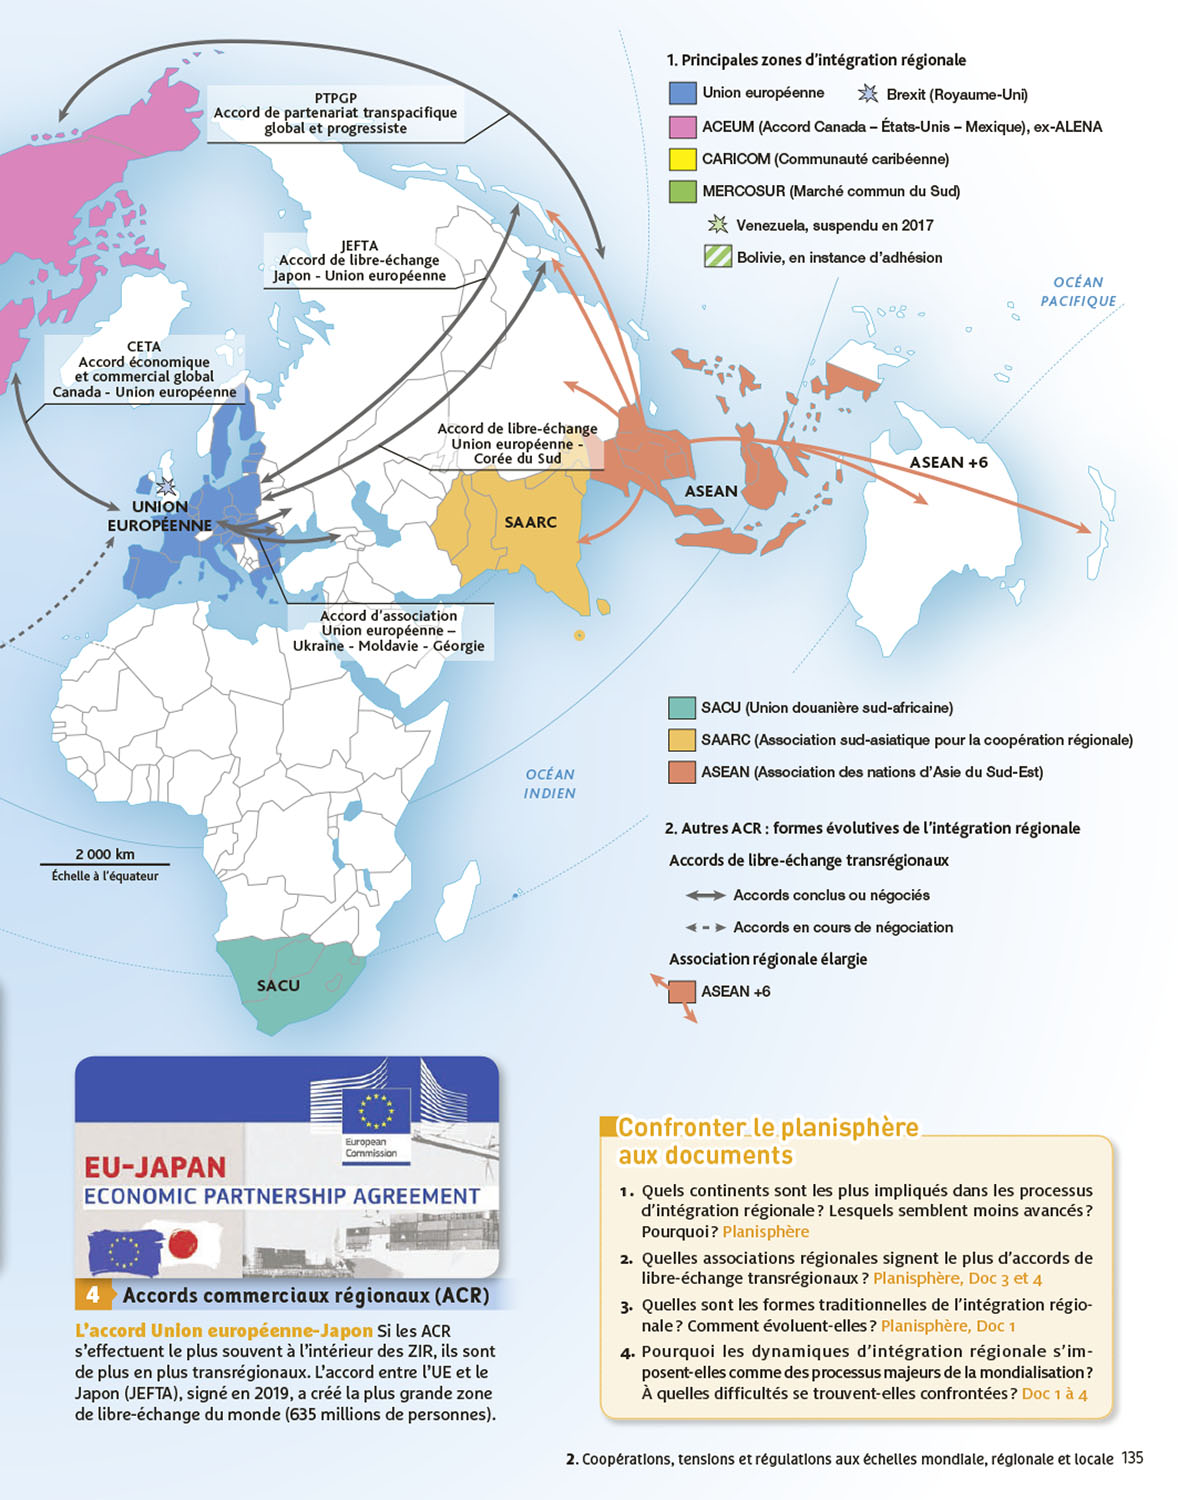 PTPGP
Accord de partenariat transpacifique
global et progressiste
JEFTA
Accord de libre-échange
Japon - Union européenne
CETA
Accord économique
et commercial global
Canada - Union européenne
Accord de libre-échange
Union européenne -
Corée du Sud
UNION
EUROPÉENNE
SAARC
ASEAN
ASEAN +6
Accord d'association
Union européenne –
Ukraine - Moldavie - Géorgie
OCÉAN
PACIFIQUE
OCÉAN
INDIEN
SACU
2 000 km
Échelle à l'équateur
1. Principales zones d'intégration régionale
Union européenne
Brexit (Royaume-Uni)
ACEUM (Accord Canada – États-Unis – Mexique), ex-ALENA
CARICOM (Communauté caribéenne)
MERCOSUR (Marché commun du Sud)
Venezuela, suspendu en 2017
Bolivie, en instance d'adhésion
SACU (Union douanière sud-africaine)
SAARC (Association sud-asiatique pour la coopération régionale)
ASEAN (Association des nations d'Asie du Sud-Est)
2. Autres ACR : formes évolutives de l'intégration régionale
Accords de libre-échange transrégionaux
Accords conclus ou négociés
Accords en cours de négociation
Association régionale élargie
ASEAN +6
European
Commission
EU-JAPAN
ECONOMIC PARTNERSHIP AGREEMENT
4 Accords commerciaux régionaux (ACR)
L'accord Union européenne-Japon Si les ACR
s'effectuent le plus souvent à l'intérieur des ZIR, ils sont
de plus en plus transrégionaux. L'accord entre l'UE et le
Japon (JEFTA), signé en 2019, a créé la plus grande zone
de libre-échange du monde (635 millions de personnes).
Confronter le planisphère
aux documents
1. Quels continents sont les plus impliqués dans les processus
d'intégration régionale ? Lesquels semblent moins avancés ?
Pourquoi ? Planisphère
2. Quelles associations régionales signent le plus d'accords de
libre-échange transrégionaux ? Planisphère, Doc 3 et 4
3. Quelles sont les formes traditionnelles de l'intégration régio-
nale ? Comment évoluent-elles ? Planisphère, Doc 1
4. Pourquoi les dynamiques d'intégration régionale s'im-
posent-elles comme des processus majeurs de la mondialisation ?
À quelles difficultés se trouvent-elles confrontées ? Doc 1 à 4
2. Coopérations, tensions et régulations aux échelles mondiale, régionale et locale 135